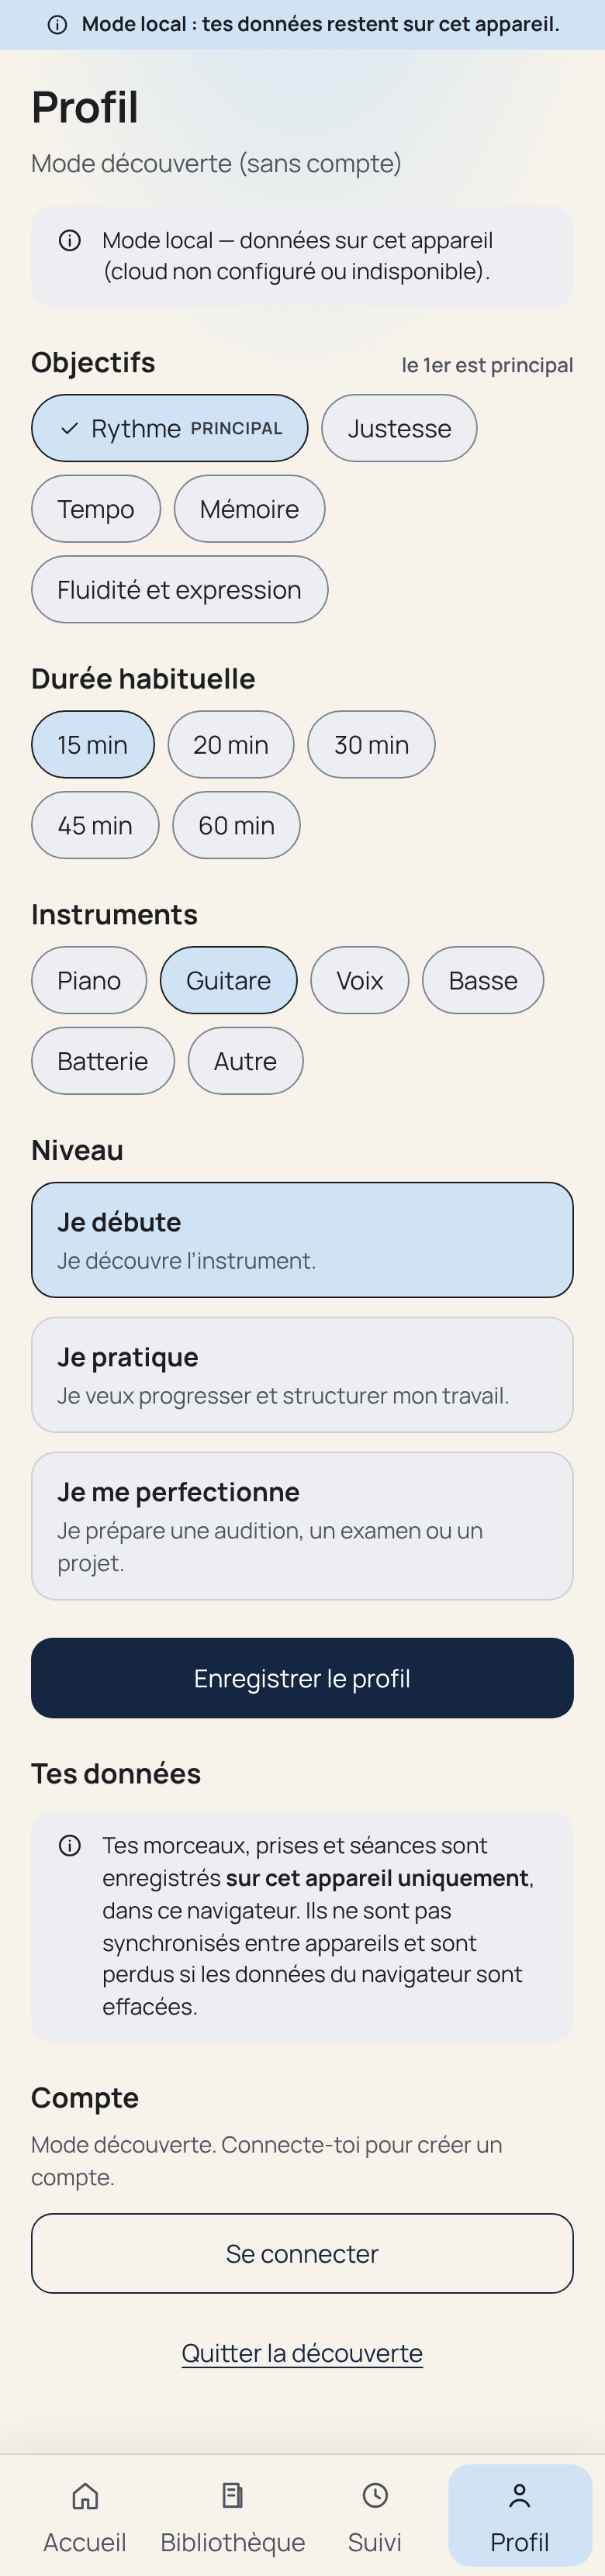 Mode local : tes données restent sur cet appareil.
Profil
Mode découverte (sans compte)
Mode local — données sur cet appareil
(cloud non configuré ou indisponible).
Objectifs
le 1er est principal
Rythme PRINCIPAL
Justesse
Tempo
Mémoire
Fluidité et expression
Durée habituelle
15 min
20 min
30 min
45 min
60 min
Instruments
Piano
Guitare
Voix
Basse
Batterie
Autre
Niveau
Je débute
Je découvre l’instrument.
Je pratique
Je veux progresser et structurer mon travail.
Je me perfectionne
Je prépare une audition, un examen ou un
projet.
Enregistrer le profil
Tes données
Tes morceaux, prises et séances sont
enregistrés sur cet appareil uniquement,
dans ce navigateur. Ils ne sont pas
synchronisés entre appareils et sont
perdus si les données du navigateur sont
effacées.
Compte
Mode découverte. Connecte-toi pour créer un
compte.
Se connecter
Quitter la découverte
Accueil
Bibliothèque
Suivi
Profil